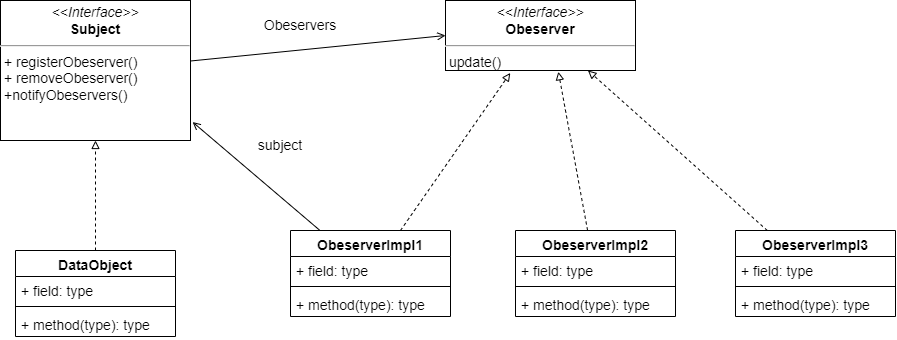 <<Interface>>
Subject
+ registerObeserver()
+ removeObeserver()
+notifyObeservers()
Obeservers
<<Interface>>
Obeserver
update()
subject
DataObject
+ field: type
+ method(type): type
ObeserverImpl1
+ field: type
+ method(type): type
ObeserverImpl2
+ field: type
+ method(type): type
ObeserverImpl3
+ field: type
+ method(type): type